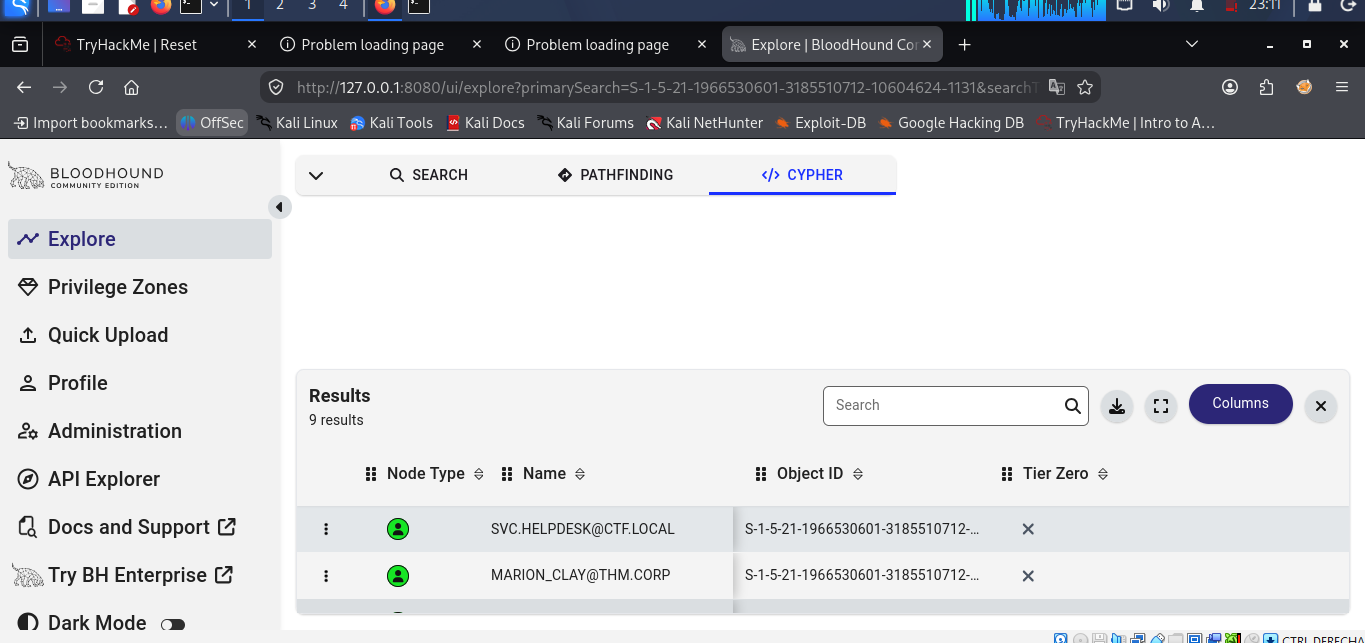 1 2 3 4 23:11
TryHackMe | Reset Problem loading page Problem loading page Explore | BloodHound Co
http://127.0.0.1:8080/ui/explore?primarySearch=S-1-5-21-1966530601-3185510712-10604624-1131&search
Import bookmarks... OffSec Kali Linux Kali Tools Kali Docs Kali Forums Kali NetHunter Exploit-DB Google Hacking DB TryHackMe | Intro to A...
BLOODHOUND
COMMUNITY EDITION
SEARCH PATHFINDING </> CYPHER
Explore
Privilege Zones
Quick Upload
Profile
Administration
API Explorer
Docs and Support
Try BH Enterprise
Dark Mode
Results
9 results
Search
Columns
Node Type Name Object ID Tier Zero
SVC.HELPDESK@CTF.LOCAL S-1-5-21-1966530601-3185510712-...
MARION_CLAY@THM.CORP S-1-5-21-1966530601-3185510712-...
CTRL DERECHA